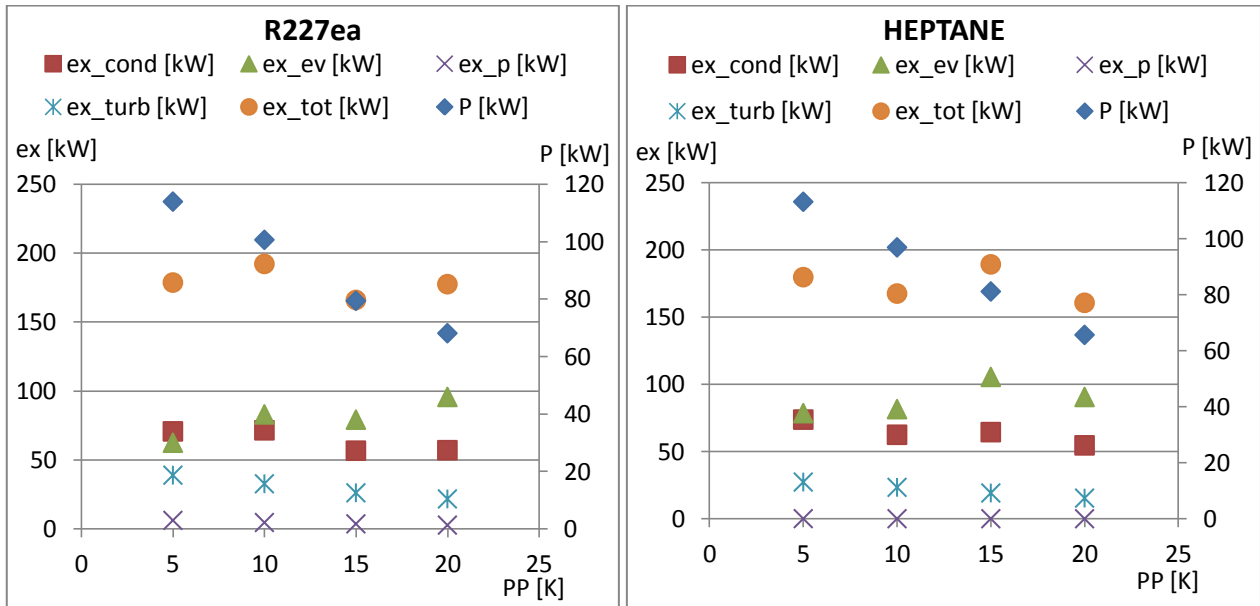 R227ea
ex_cond [kW] ex_ev [kW] ex_p [kW]
ex_turb [kW] ex_tot [kW] P [kW]
ex [kW] P [kW]
250 120
200 100
150 80
100 60
50 40
0 20
0
0 5 10 15 20 25
PP [K]
HEPTANE
ex_cond [kW] ex_ev [kW] ex_p [kW]
ex_turb [kW] ex_tot [kW] P [kW]
ex [kW] P [kW]
250 120
200 100
150 80
100 60
50 40
0 20
0
0 5 10 15 20 25
PP [K]